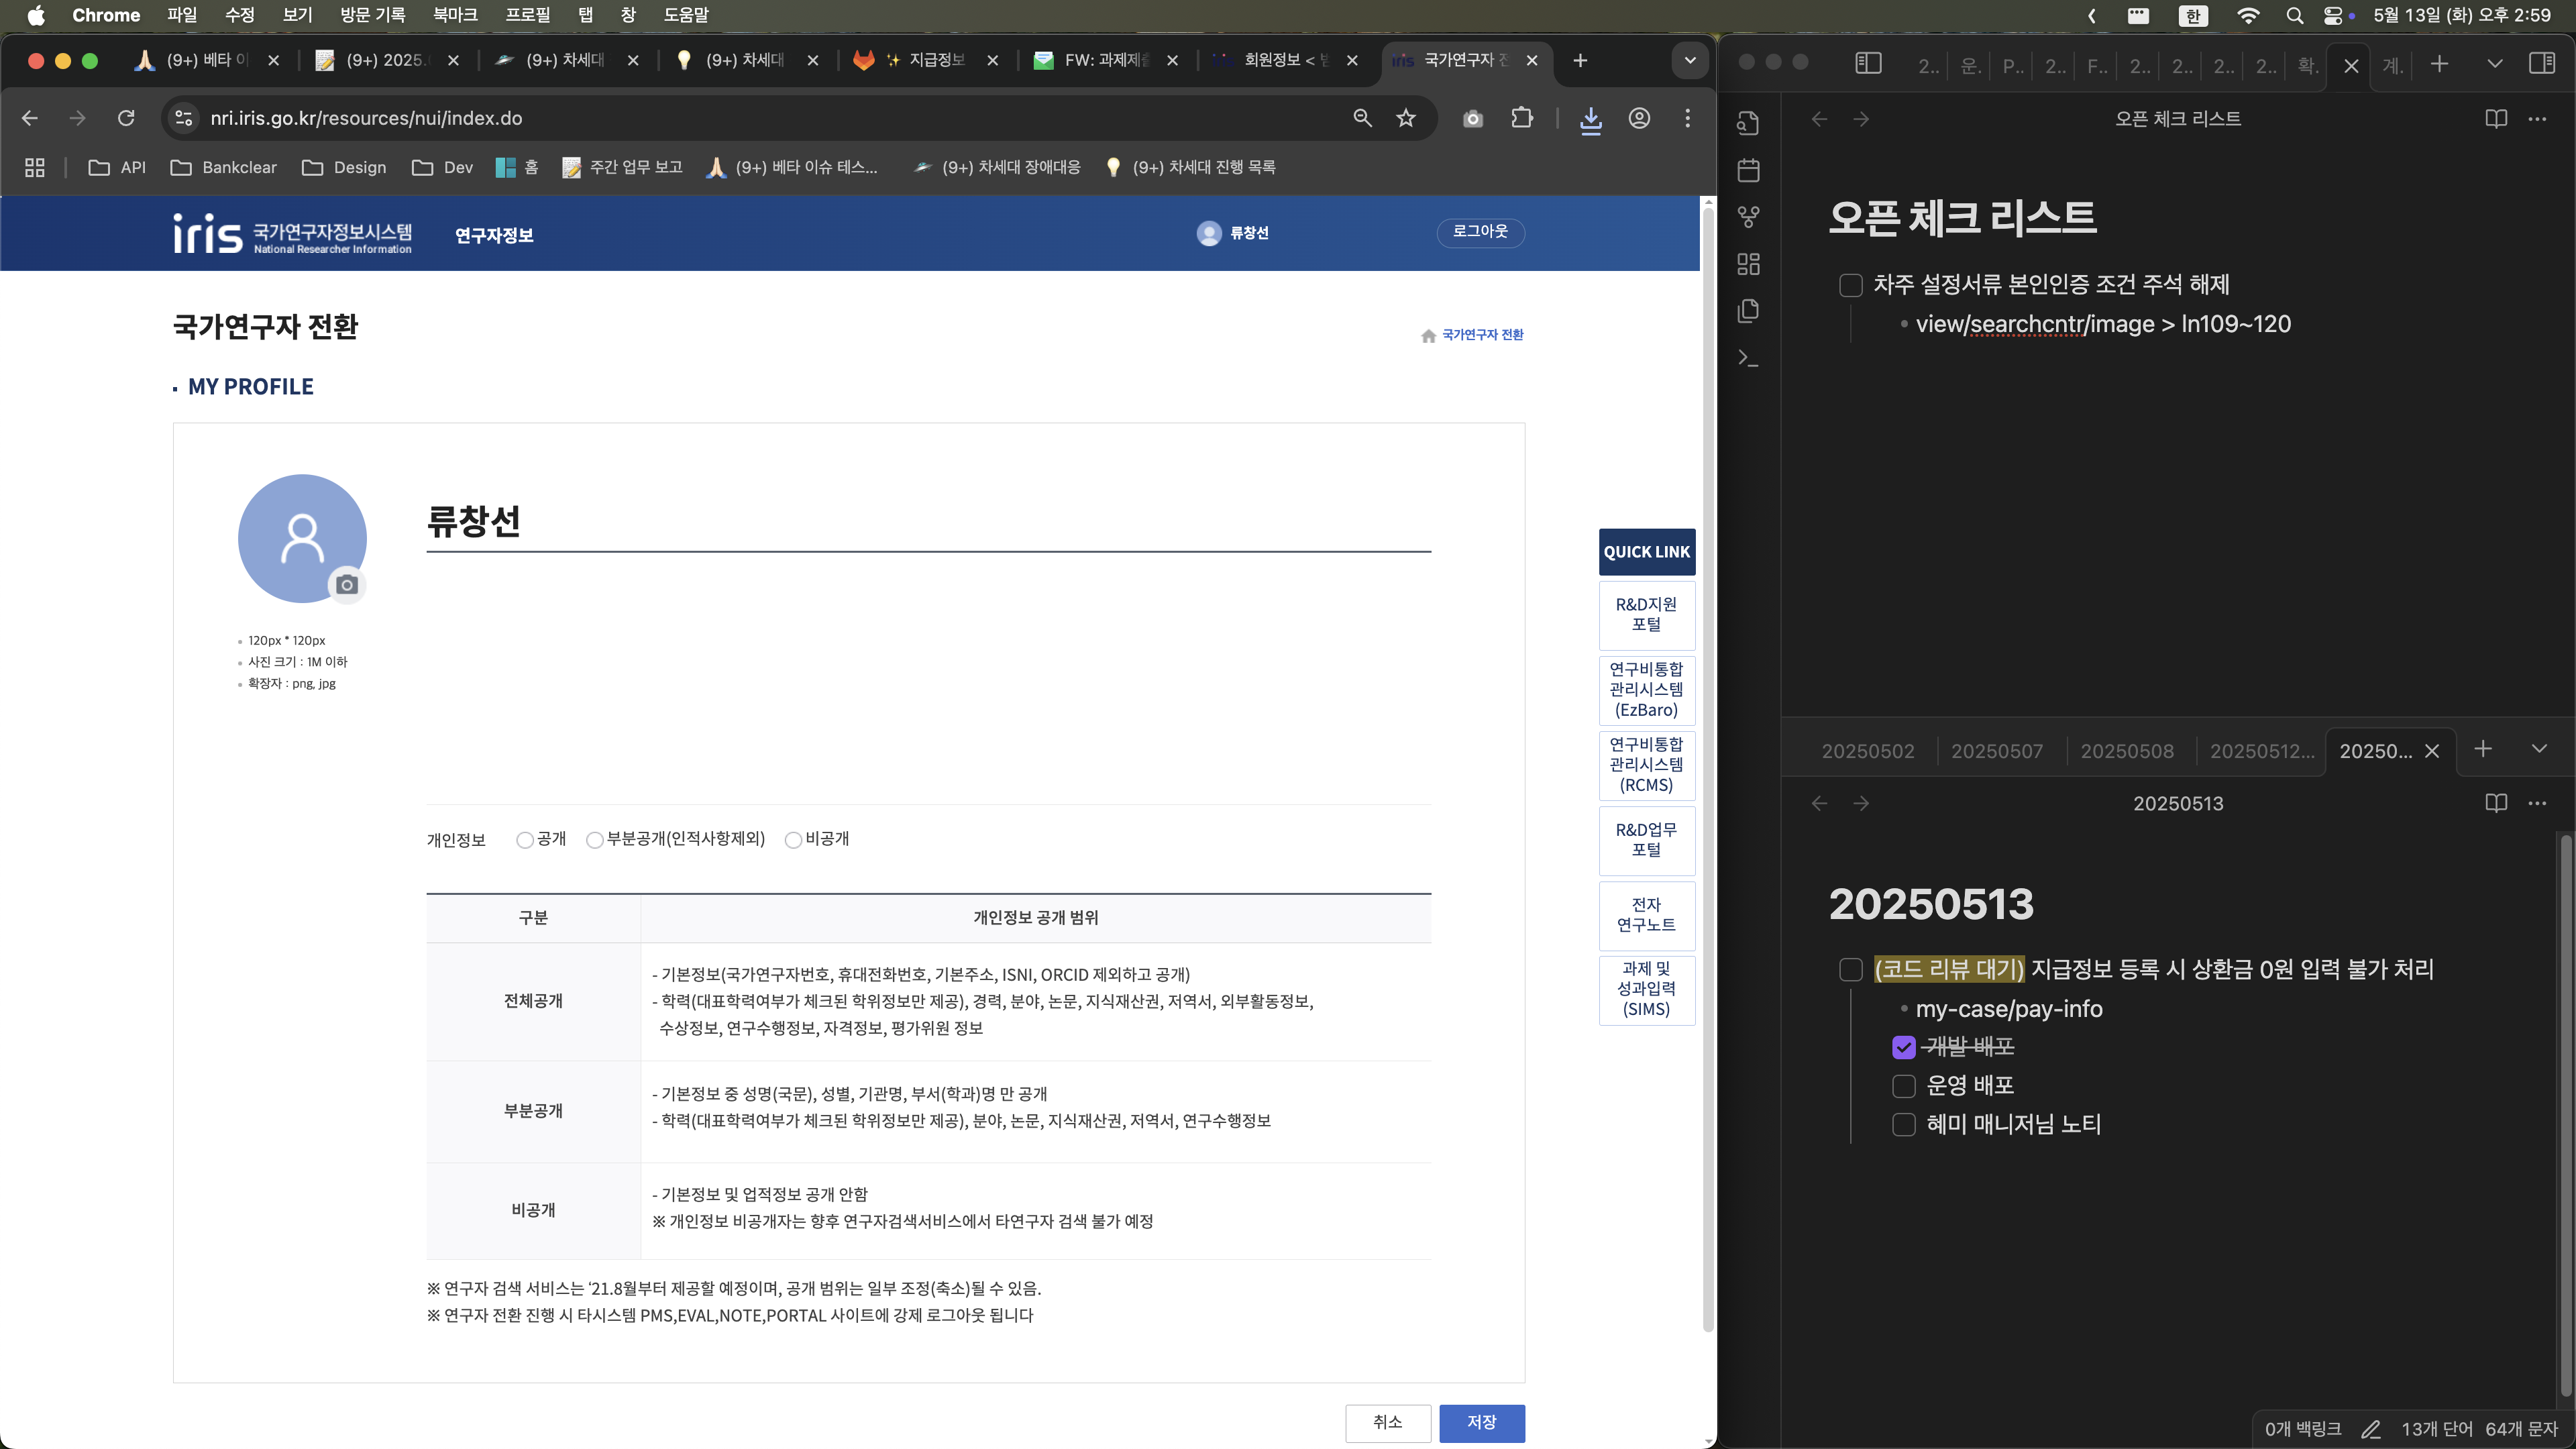 Chrome 파일 수정 보기 방문 기록 북마크 프로필 탭 창 도움말
한 5월 13일 (화) 오후 2:59
(9+) 베타 이
(9+) 2025.
(9+) 차세대
(9+) 차세대
지급정보
FW: 과제제출
회원정보 <
국가연구자 전
nri.iris.go.kr/resources/nui/index.do
API
Bankclear
Design
Dev
홈
주간 업무 보고
(9+) 베타 이슈 테스...
(9+) 차세대 장애대응
(9+) 차세대 진행 목록
iris 국가연구자정보시스템
National Researcher Information
연구자정보
류창선
로그아웃
국가연구자 전환
국가연구자 전환
MY PROFILE
류창선
120px * 120px
사진 크기 : 1M 이하
확장자 : png, jpg
개인정보 공개 부분공개(인적사항제외) 비공개
구분 개인정보 공개 범위
전체공개
- 기본정보(국가연구자번호, 휴대전화번호, 기본주소, ISNI, ORCID 제외하고 공개)
- 학력(대표학력여부가 체크된 학위정보만 제공), 경력, 분야, 논문, 지식재산권, 저역서, 외부활동정보,
수상정보, 연구수행정보, 자격정보, 평가위원 정보
부분공개
- 기본정보 중 성명(국문), 성별, 기관명, 부서(학과)명 만 공개
- 학력(대표학력여부가 체크된 학위정보만 제공), 분야, 논문, 지식재산권, 저역서, 연구수행정보
비공개
- 기본정보 및 업적정보 공개 안함
※ 개인정보 비공개자는 향후 연구자검색서비스에서 타연구자 검색 불가 예정
※ 연구자 검색 서비스는 ‘21.8월부터 제공할 예정이며, 공개 범위는 일부 조정(축소)될 수 있음.
※ 연구자 전환 진행 시 타시스템 PMS,EVAL,NOTE,PORTAL 사이트에 강제 로그아웃 됩니다
취소
저장
QUICK LINK
R&D지원
포털
연구비통합
관리시스템
(EzBaro)
연구비통합
관리시스템
(RCMS)
R&D업무
포털
전자
연구노트
과제 및
성과입력
(SIMS)
2.. 운. P.. 2.. F.. 2.. 2.. 2.. 2.. 확. 계.
오픈 체크 리스트
오픈 체크 리스트
차주 설정서류 본인인증 조건 주석 해제
view/searchcntr/image > ln109~120
20250502 20250507 20250508 20250512... 20250...
20250513
20250513
(코드 리뷰 대기) 지급정보 등록 시 상환금 0원 입력 불가 처리
my-case/pay-info
개발 배포
운영 배포
혜미 매니저님 노티
0개 백링크 13개 단어 64개 문자